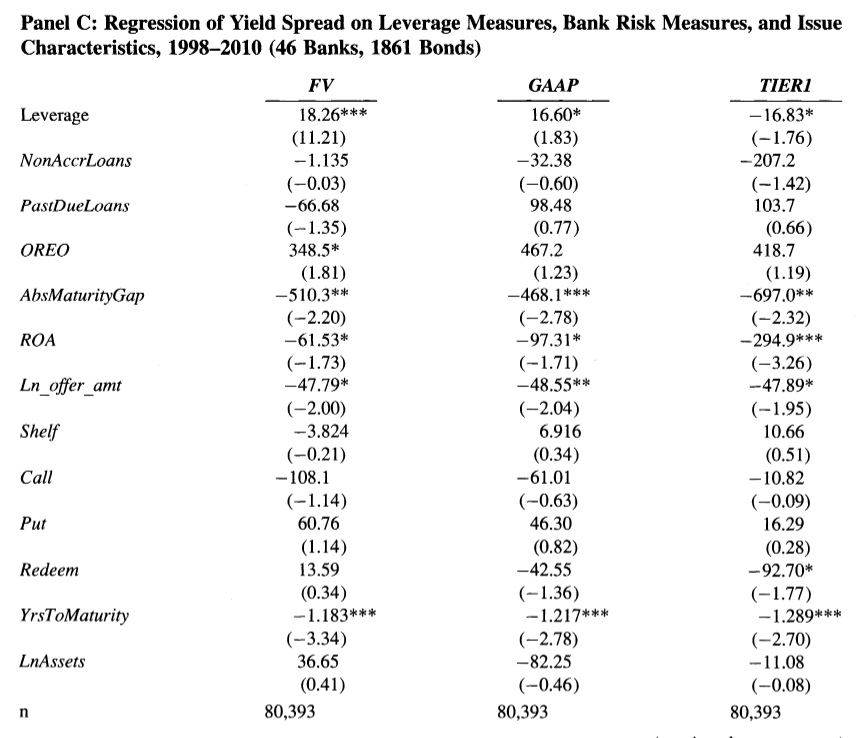 Panel C: Regression of Yield Spread on Leverage Measures, Bank Risk Measures, and Issue
Characteristics, 1998–2010 (46 Banks, 1861 Bonds)
FV GAAP TIER1
Leverage 18.26*** 16.60* −16.83*
(11.21) (1.83) (−1.76)
NonAccrLoans −1.135 −32.38 −207.2
(−0.03) (−0.60) (−1.42)
PastDueLoans −66.68 98.48 103.7
(−1.35) (0.77) (0.66)
OREO 348.5* 467.2 418.7
(1.81) (1.23) (1.19)
AbsMaturityGap −510.3** −468.1*** −697.0**
(−2.20) (−2.78) (−2.32)
ROA −61.53* −97.31* −294.9***
(−1.73) (−1.71) (−3.26)
Ln_offer_amt −47.79* −48.55** −47.89*
(−2.00) (−2.04) (−1.95)
Shelf −3.824 6.916 10.66
(−0.21) (0.34) (0.51)
Call −108.1 −61.01 −10.82
(−1.14) (−0.63) (−0.09)
Put 60.76 46.30 16.29
(1.14) (0.82) (0.28)
Redeem 13.59 −42.55 −92.70*
(0.34) (−1.36) (−1.77)
YrsToMaturity −1.183*** −1.217*** −1.289***
(−3.34) (−2.78) (−2.70)
LnAssets 36.65 −82.25 −11.08
(0.41) (−0.46) (−0.08)
n 80,393 80,393 80,393